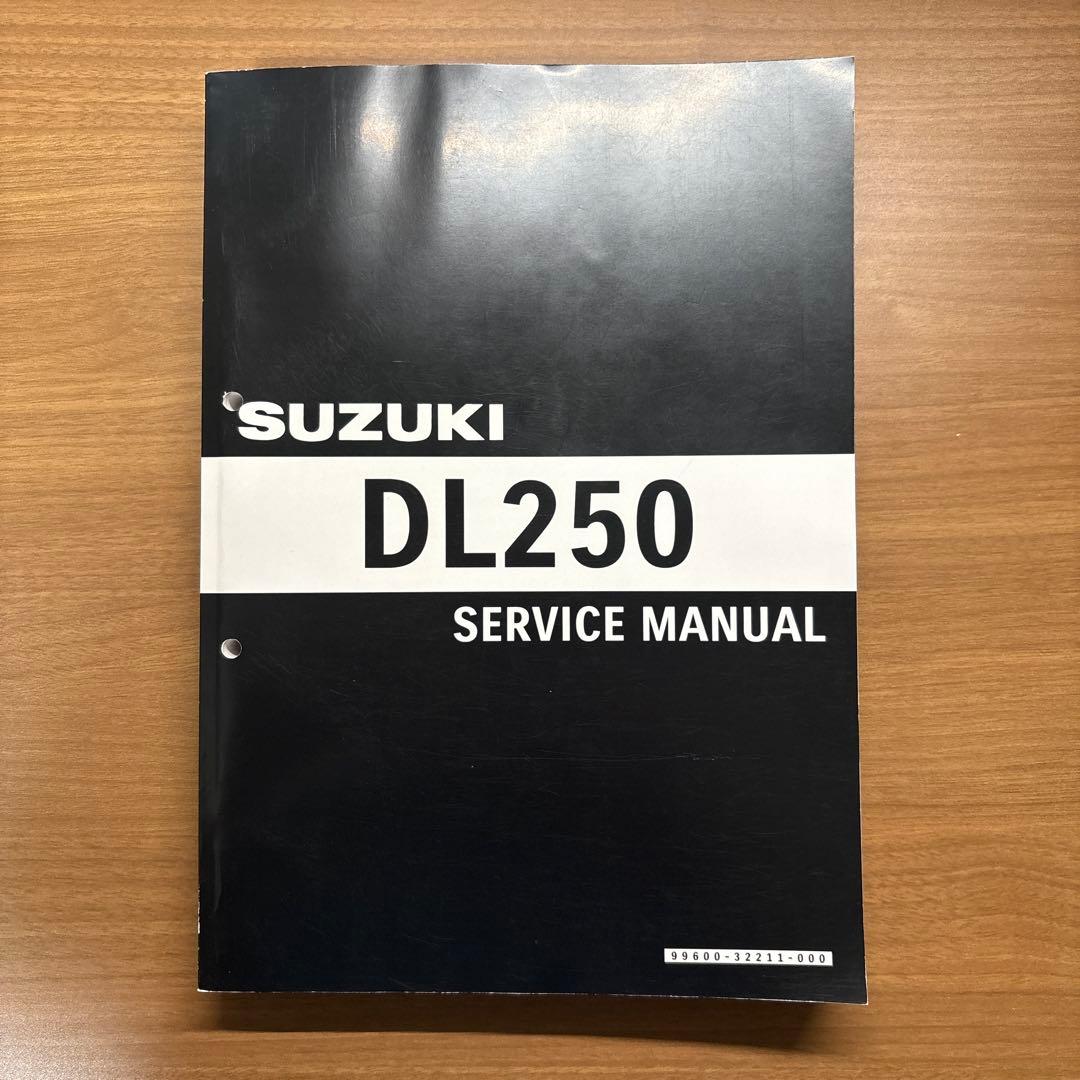 SUZUKI
DL250
SERVICE MANUAL
99600-32211-000